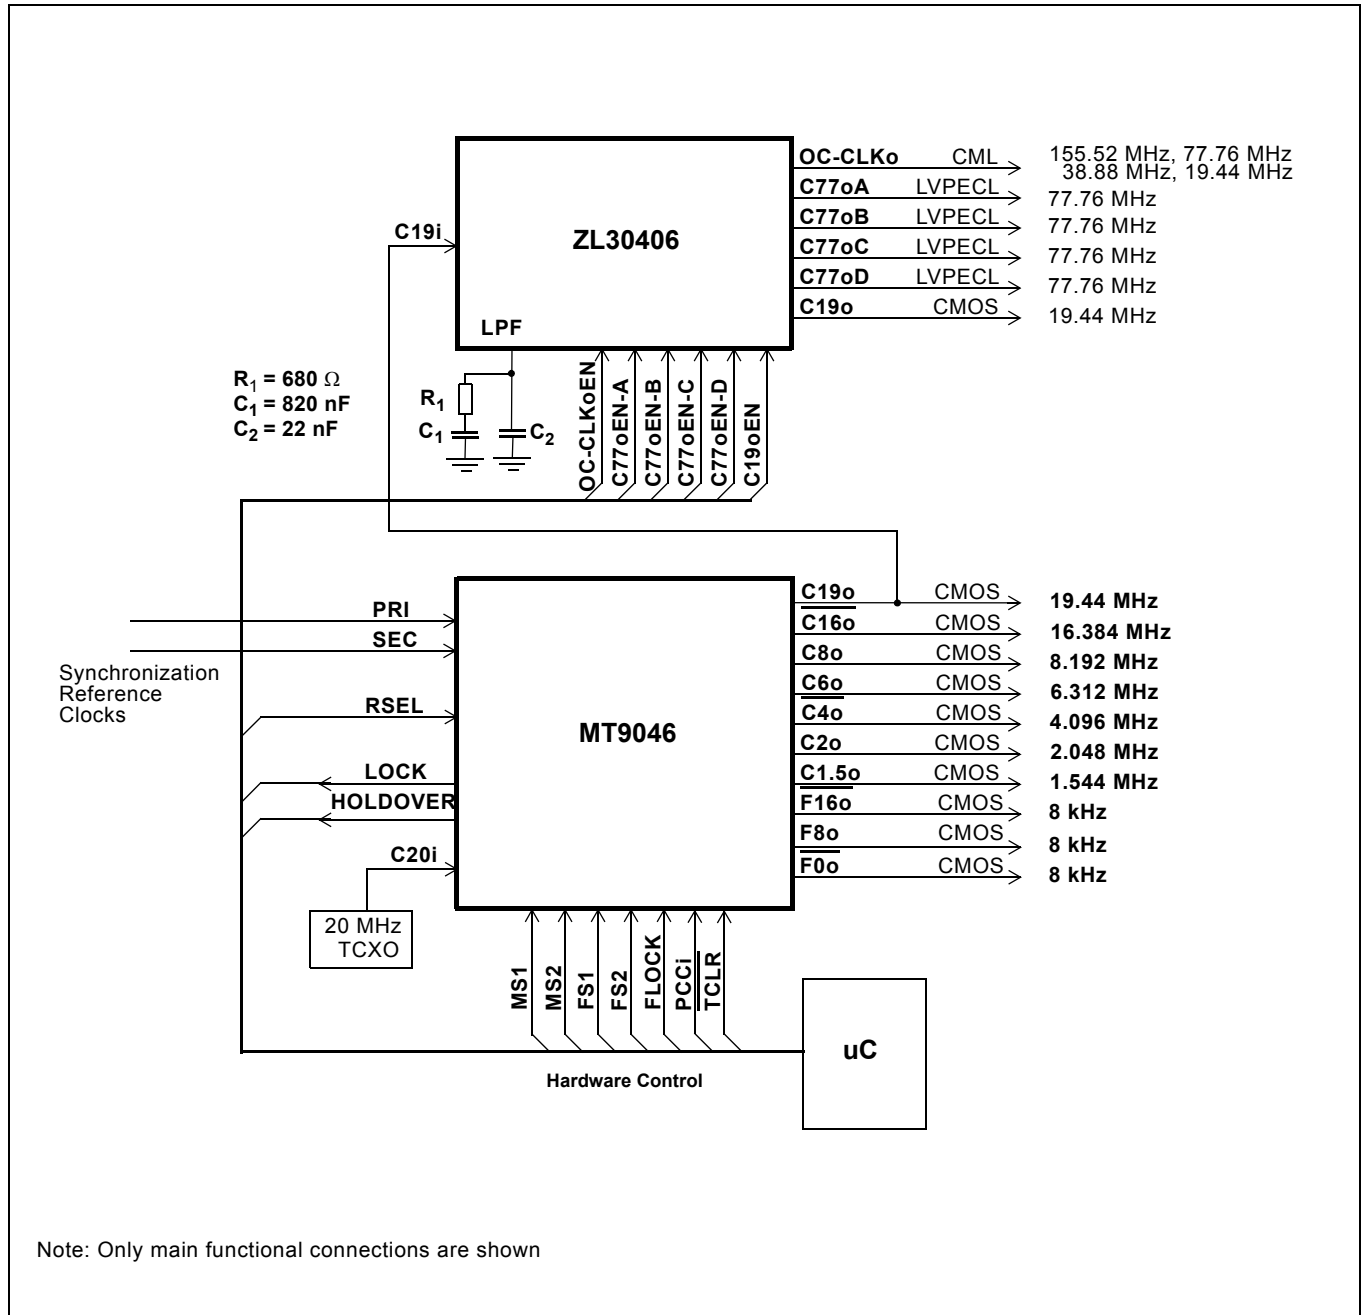 OC-CLKo CML 155.52 MHz, 77.76 MHz
38.88 MHz, 19.44 MHz
C77oA LVPECL 77.76 MHz
C77oB LVPECL 77.76 MHz
C19i
ZL30406
C77oC LVPECL 77.76 MHz
C77oD LVPECL 77.76 MHz
C19o CMOS 19.44 MHz
LPF
R1 = 680 Ω
C1 = 820 nF
C2 = 22 nF
R1
C1
C2
OC-CLKoEN
C77oEN-A
C77oEN-B
C77oEN-C
C77oEN-D
C19oEN
C19o CMOS 19.44 MHz
PRI
C16o CMOS 16.384 MHz
SEC
C8o CMOS 8.192 MHz
Synchronization
Reference
Clocks
C6o CMOS 6.312 MHz
RSEL
C4o CMOS 4.096 MHz
MT9046
C2o CMOS 2.048 MHz
LOCK
C1.5o CMOS 1.544 MHz
HOLDOVER
F16o CMOS 8 kHz
F8o CMOS 8 kHz
C20i
F0o CMOS 8 kHz
20 MHz
TCXO
MS1
MS2
FS1
FS2
FLOCK
PCCi
TCLR
uC
Hardware Control
Note: Only main functional connections are shown